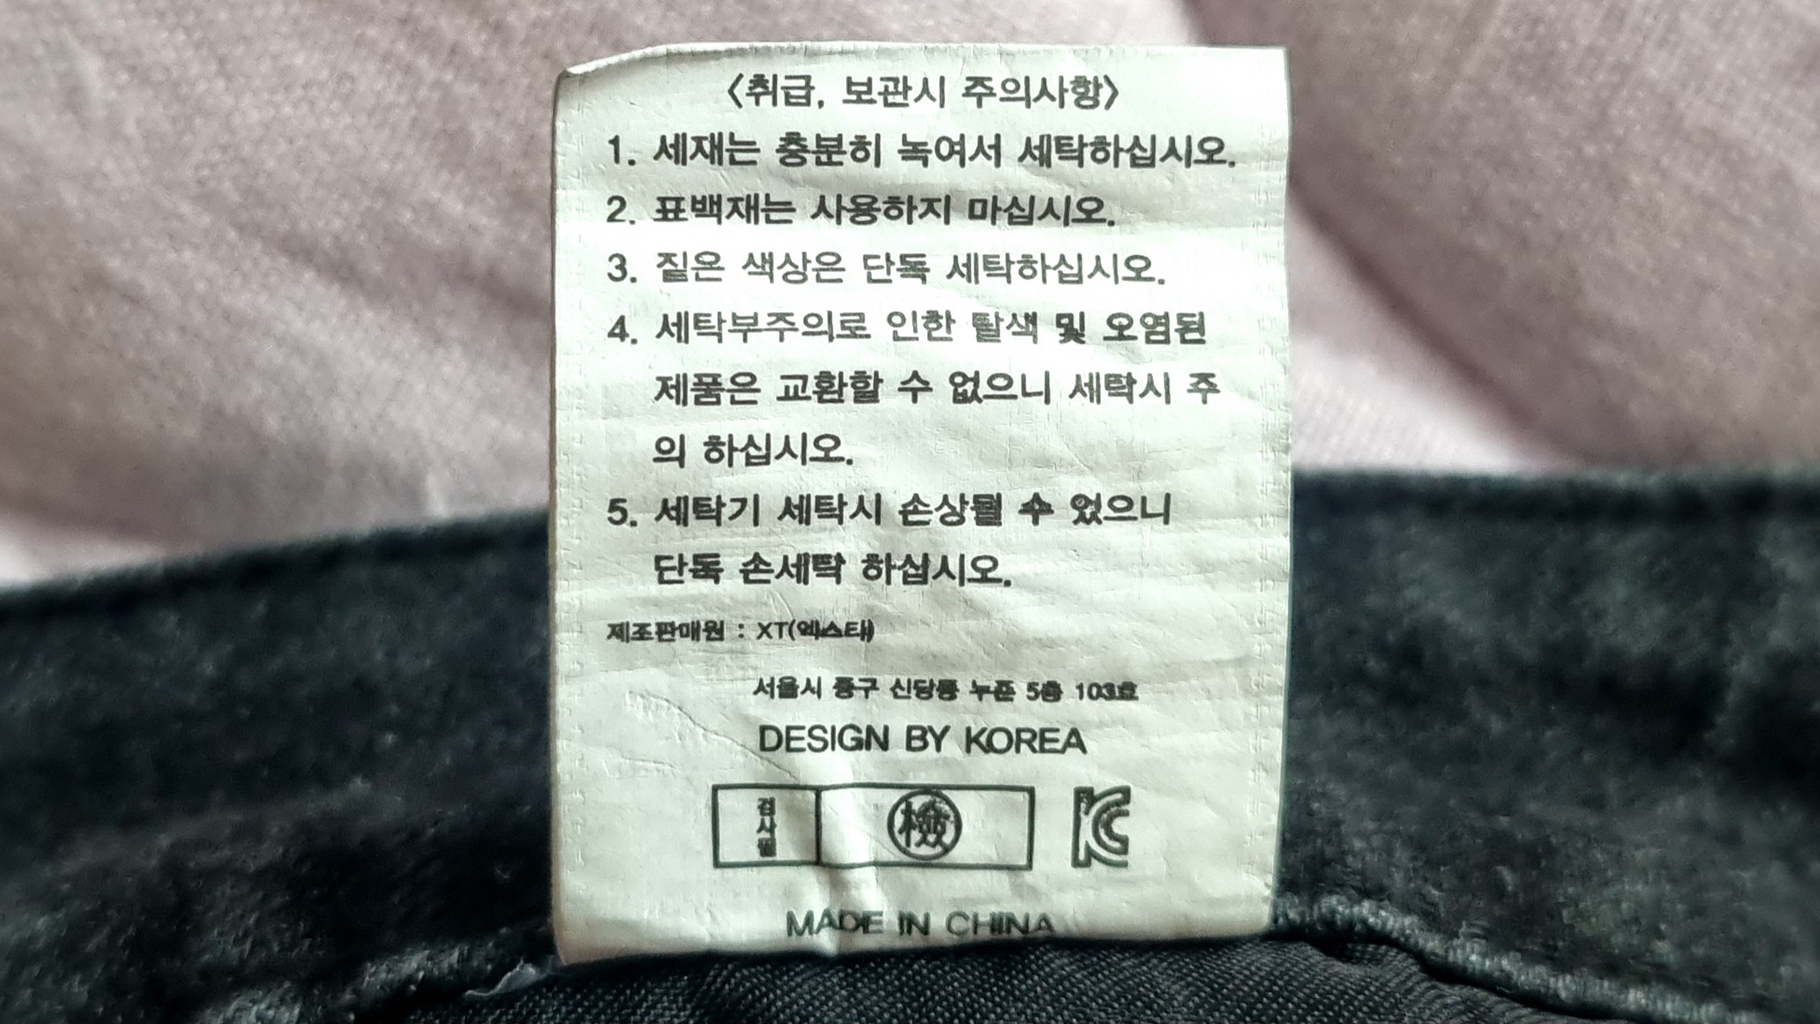 <취급, 보관시 주의사항>
1. 세재는 충분히 녹여서 세탁하십시오.
2. 표백재는 사용하지 마십시오.
3. 짙은 색상은 단독 세탁하십시오.
4. 세탁부주의로 인한 탈색 및 오염된
제품은 교환할 수 없으니 세탁시 주
의 하십시오.
5. 세탁기 세탁시 손상될 수 있으니
단독 손세탁 하십시오.
제조판매원 : XT(엑스타)
서울시 중구 신당동 누죤 5층 103호
DESIGN BY KOREA
검사필 檢 KC
MADE IN CHINA